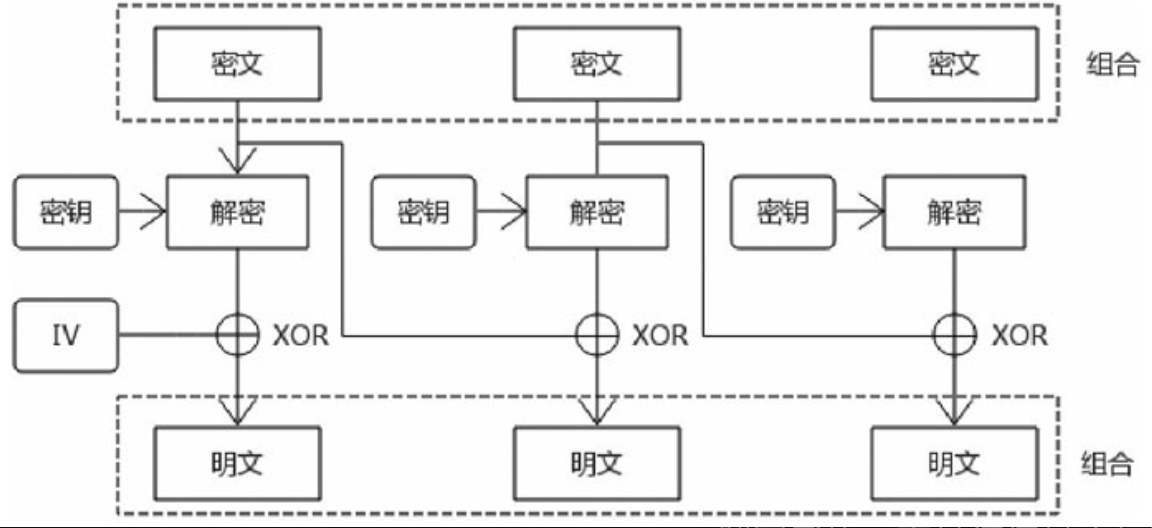 密文 密文 密文 组合
密钥 解密 密钥 解密 密钥 解密
IV XOR XOR XOR
明文 明文 明文 组合